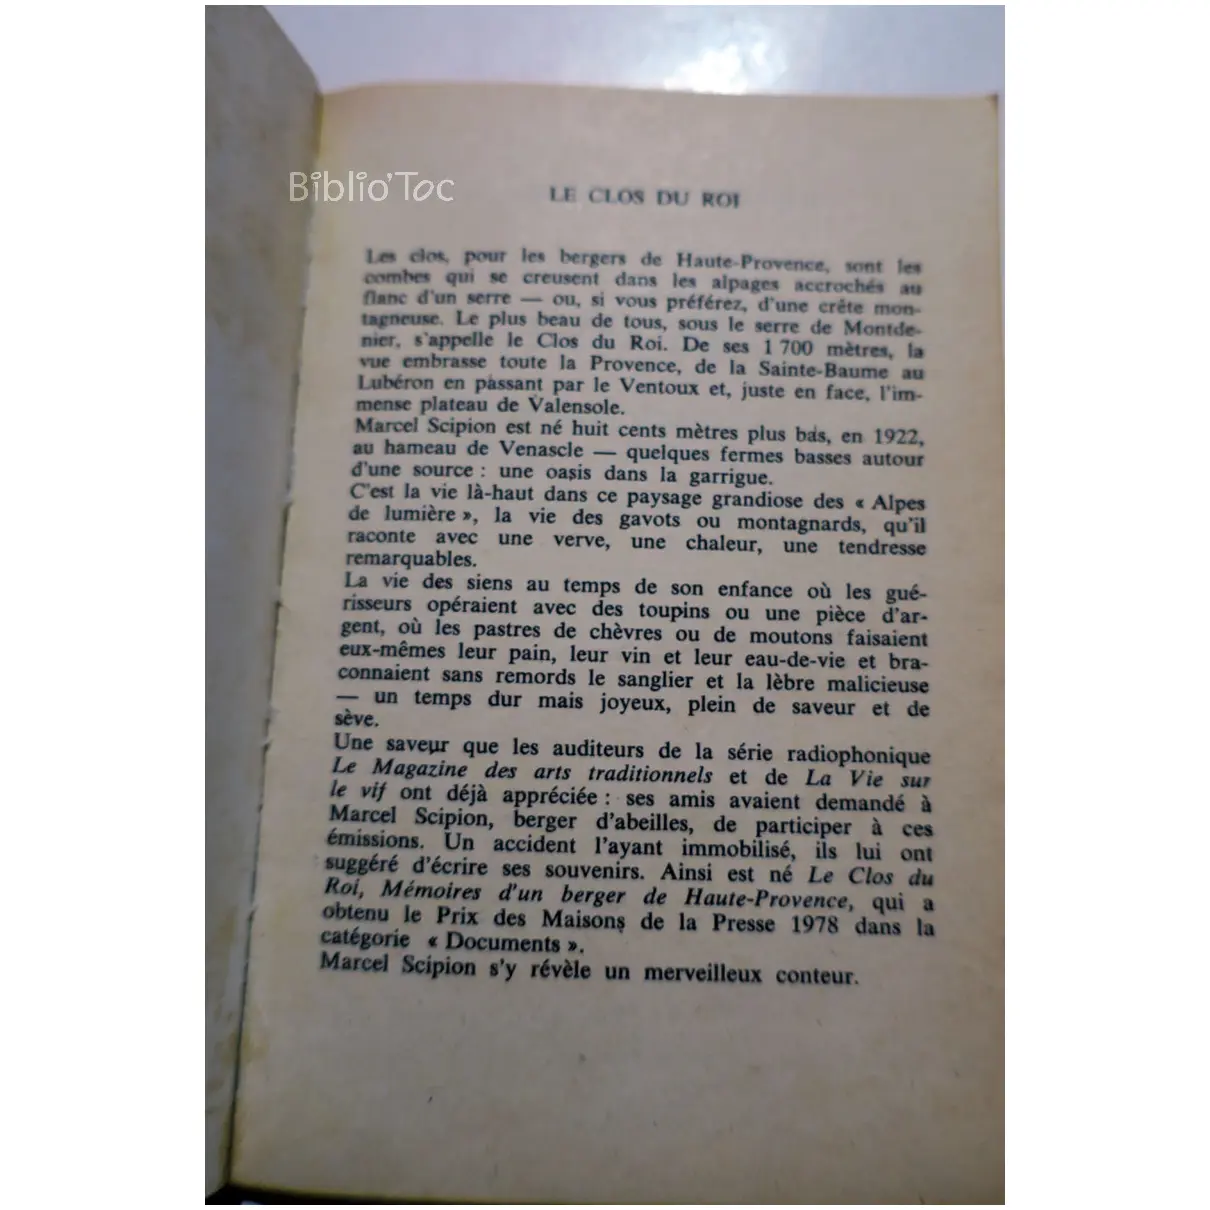 Biblio'Toc
LE CLOS DU ROI
Les clos, pour les bergers de Haute-Provence, sont les
combes qui se creusent dans les alpages accrochés au
flanc d'un serre — ou, si vous préférez, d'une crête mon-
tagneuse. Le plus beau de tous, sous le serre de Montde-
nier, s'appelle le Clos du Roi. De ses 1 700 mètres, la
vue embrasse toute la Provence, de la Sainte-Baume au
Lubéron en passant par le Ventoux et, juste en face, l'im-
mense plateau de Valensole.
Marcel Scipion est né huit cents mètres plus bas, en 1922,
au hameau de Venascle — quelques fermes basses autour
d'une source : une oasis dans la garrigue.
C'est la vie là-haut dans ce paysage grandiose des « Alpes
de lumière », la vie des gavots ou montagnards, qu'il
raconte avec une verve, une chaleur, une tendresse
remarquables.
La vie des siens au temps de son enfance où les gué-
risseurs opéraient avec des toupins ou une pièce d'ar-
gent, où les pastres de chèvres ou de moutons faisaient
eux-mêmes leur pain, leur vin et leur eau-de-vie et bra-
connaient sans remords le sanglier et la lèbre malicieuse
— un temps dur mais joyeux, plein de saveur et de
sève.
Une saveur que les auditeurs de la série radiophonique
Le Magazine des arts traditionnels et de La Vie sur
le vif ont déjà appréciée : ses amis avaient demandé à
Marcel Scipion, berger d'abeilles, de participer à ces
émissions. Un accident l'ayant immobilisé, ils lui ont
suggéré d'écrire ses souvenirs. Ainsi est né Le Clos du
Roi, Mémoires d'un berger de Haute-Provence, qui a
obtenu le Prix des Maisons de la Presse 1978 dans la
catégorie « Documents ».
Marcel Scipion s'y révèle un merveilleux conteur.